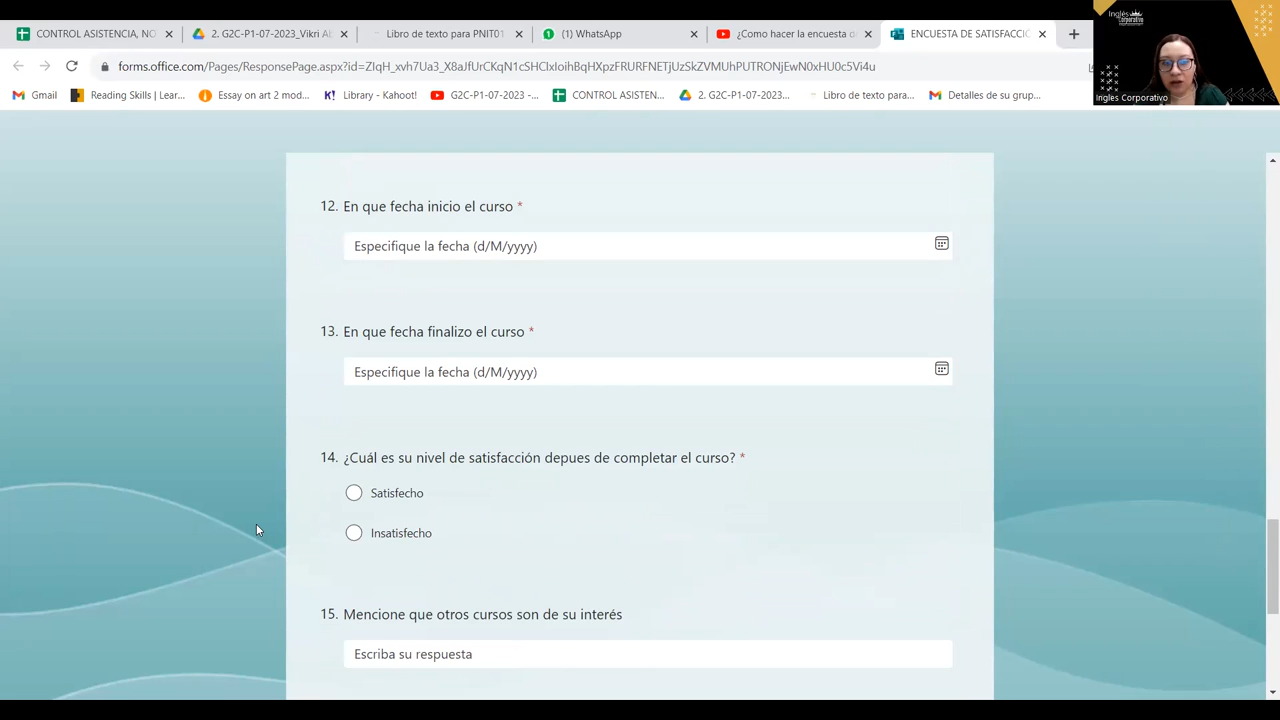 CONTROL ASISTENCIA, NO
2. G2C-P1-07-2023_Vikri Al
Libro de texto para PNIT01
(1) WhatsApp
¿Como hacer la encuesta de
ENCUESTA DE SATISFACCIÓ
forms.office.com/Pages/ResponsePage.aspx?id=ZIqH_xvh7Ua3_X8aJfUfCKqN1cSHClxIoihBqHXpzFRURFNETjUzSkZVMUhPUTRONjEwN0xHU0c5Vi4u
Gmail
Reading Skills | Lear...
Essay on art 2 mod...
Library - Kahoot!
G2C-P1-07-2023 -...
CONTROL ASISTEN...
2. G2C-P1-07-2023...
Libro de texto para...
Detalles de su grup...
Inglés
Corporativo
Ingles Corporativo
12. En que fecha inicio el curso *
Especifique la fecha (d/M/yyyy)
13. En que fecha finalizo el curso *
Especifique la fecha (d/M/yyyy)
14. ¿Cuál es su nivel de satisfacción depues de completar el curso? *
Satisfecho
Insatisfecho
15. Mencione que otros cursos son de su interés
Escriba su respuesta